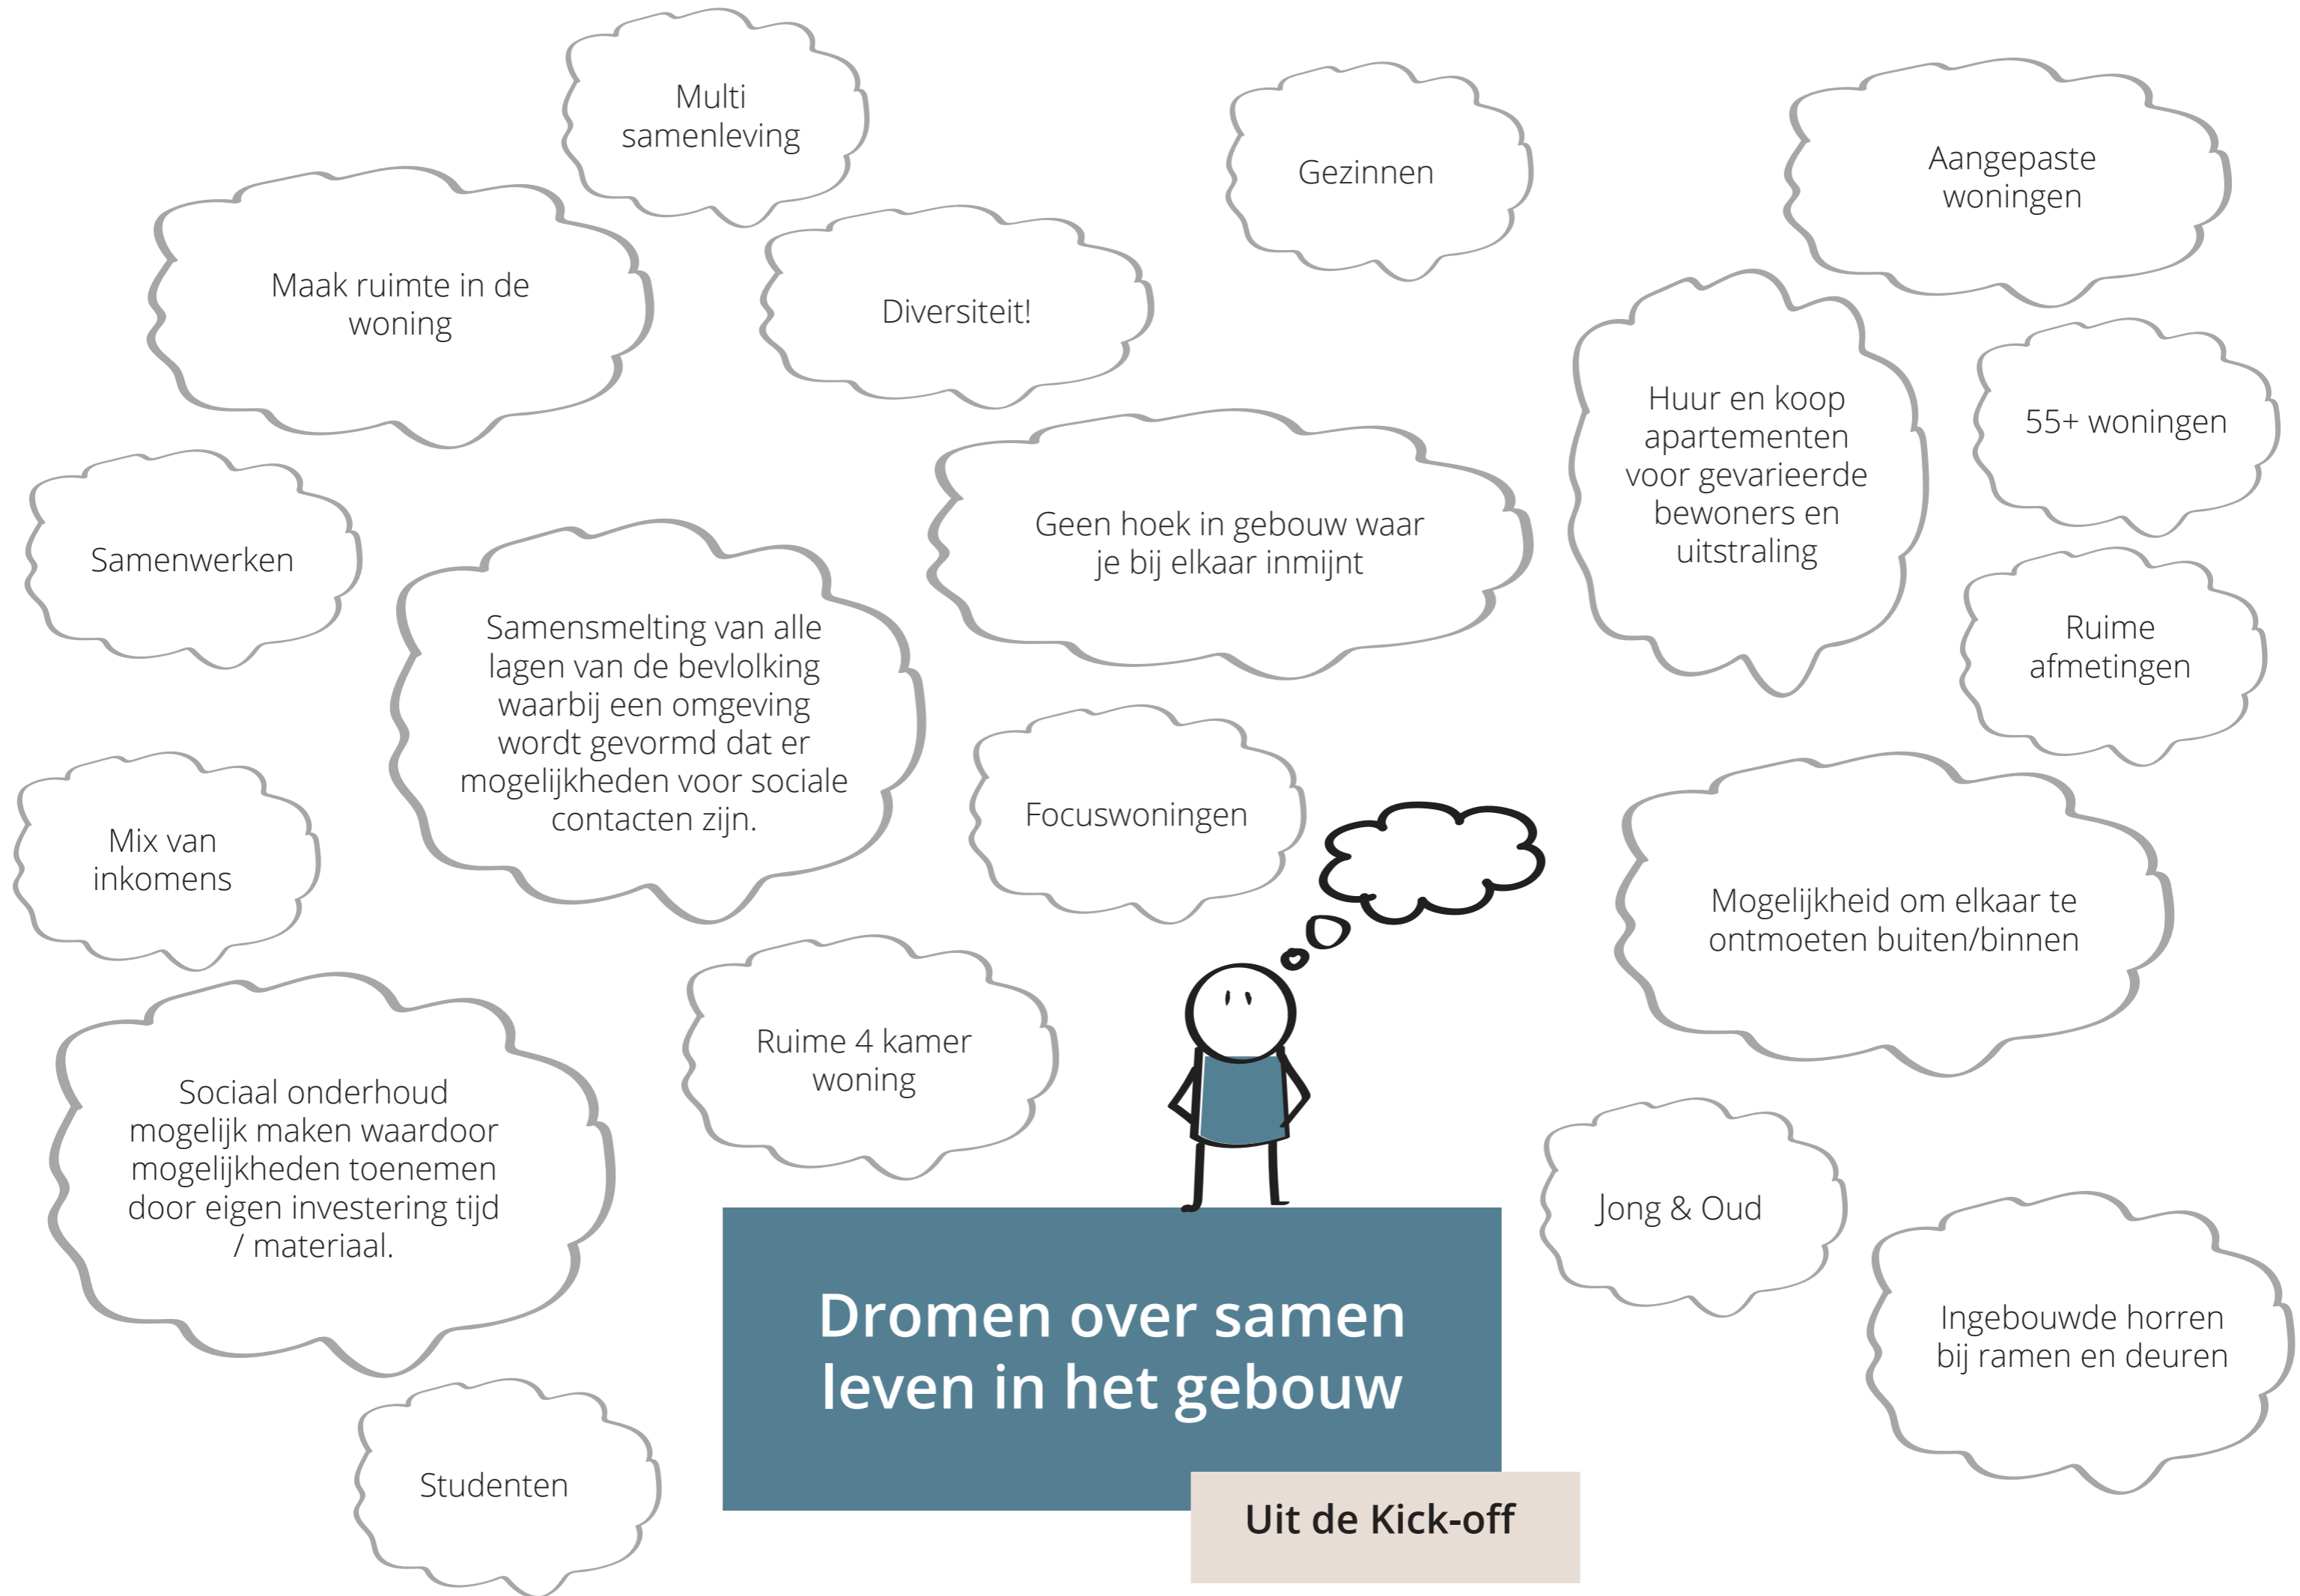 Multi
samenleving
Gezinnen
Aangepaste
woningen
Maak ruimte in de
woning
Diversiteit!
Huur en koop
apartementen
voor gevarieerde
bewoners en
uitstraling
55+ woningen
Samenwerken
Geen hoek in gebouw waar
je bij elkaar inmijnt
Samensmelting van alle
lagen van de bevlolking
waarbij een omgeving
wordt gevormd dat er
mogelijkheden voor sociale
contacten zijn.
Ruime
afmetingen
Mix van
inkomens
Focuswoningen
Mogelijkheid om elkaar te
ontmoeten buiten/binnen
Sociaal onderhoud
mogelijk maken waardoor
mogelijkheden toenemen
door eigen investering tijd
/ materiaal.
Ruime 4 kamer
woning
Jong & Oud
Ingebouwde horren
bij ramen en deuren
Dromen over samen
leven in het gebouw
Studenten
Uit de Kick-off